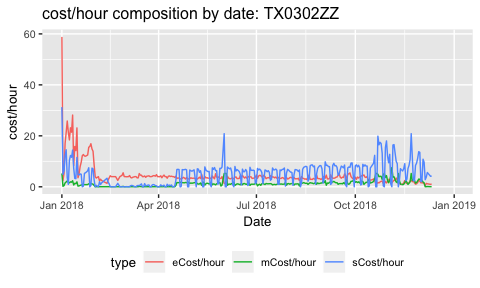 cost/hour composition by date: TX0302ZZ
60
40
20
0
cost/hour
Jan 2018 Apr 2018 Jul 2018 Oct 2018 Jan 2019
Date
type eCost/hour mCost/hour sCost/hour